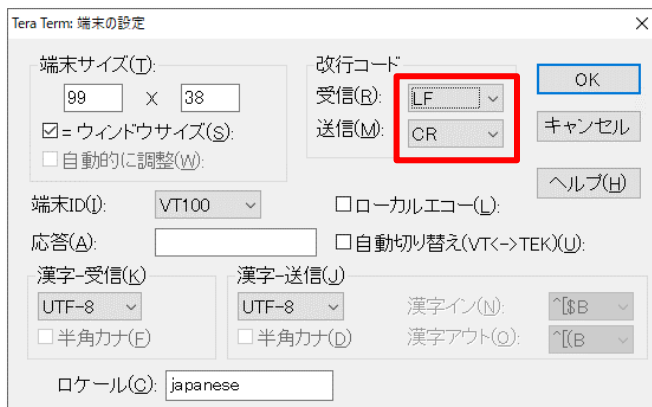 Tera Term: 端末の設定
端末サイズ(T):
99 X 38
=ウィンドウサイズ(S):
自動的に調整(W):
改行コード
受信(R): LF
送信(M): CR
OK
キャンセル
ヘルプ(H)
端末ID(I): VT100
ローカルエコー(L):
応答(A):
自動切り替え(VT<->TEK)(U):
漢字-受信(K)
UTF-8
半角カナ(F)
漢字-送信(J)
UTF-8
半角カナ(D)
漢字イン(N): ^[$B
漢字アウト(O): ^[(B
ロケール(C): japanese